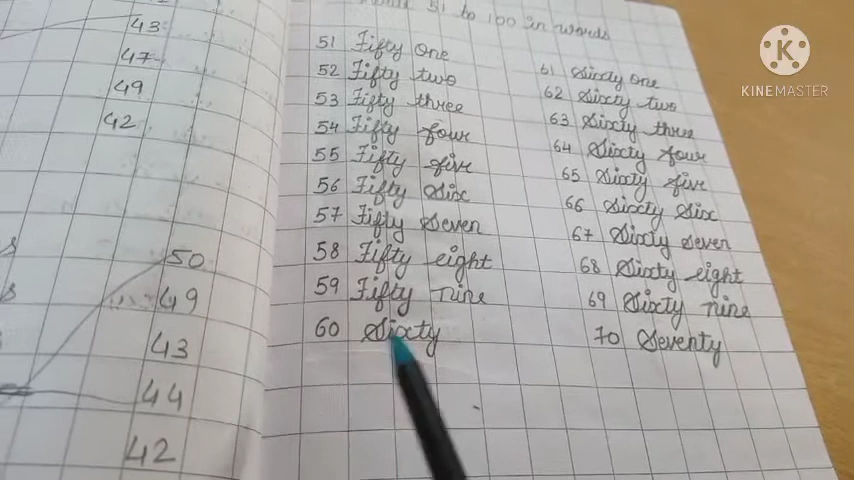 43
47
49
42
50
49
43
44
42
51 to 100 in words
51 Fifty One
52 Fifty two
53 Fifty three
54 Fifty four
55 Fifty five
56 Fifty Six
57 Fifty Seven
58 Fifty eight
59 Fifty nine
60 Sixty
61 Sixty One
62 Sixty two
63 Sixty three
64 Sixty four
65 Sixty five
66 Sixty Six
67 Sixty Seven
68 Sixty eight
69 Sixty nine
70 Seventy
K
KINEMASTER